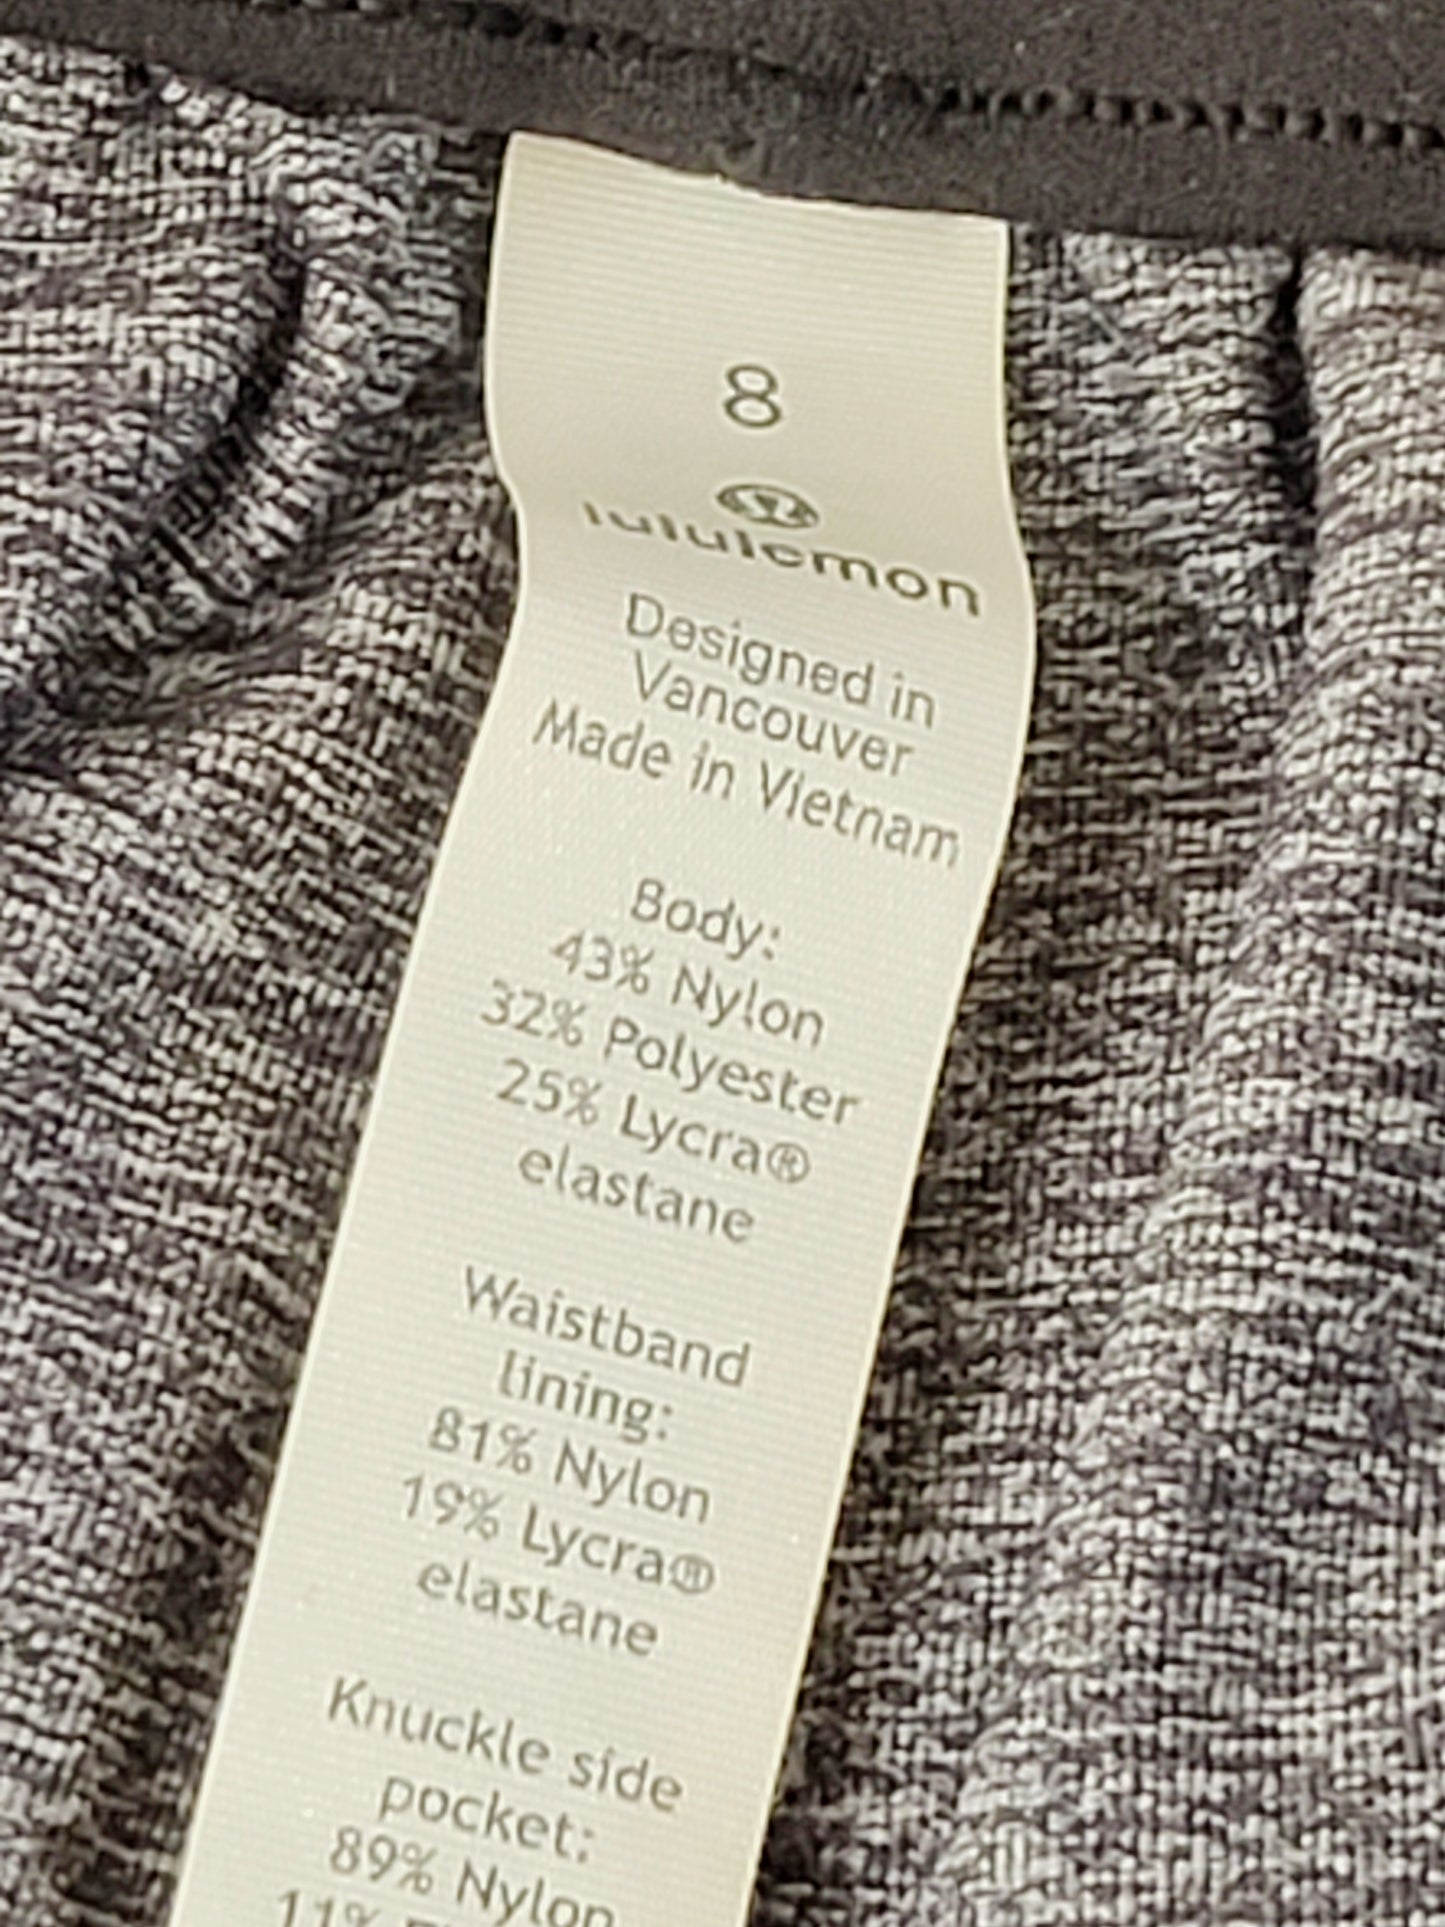 8
lululemon
Designed in
Vancouver
Made in Vietnam
Body:
43% Nylon
32% Polyester
25% Lycra®
elastane
Waistband
lining:
81% Nylon
19% Lycra®
elastane
Knuckle side
pocket:
89% Nylon
11%